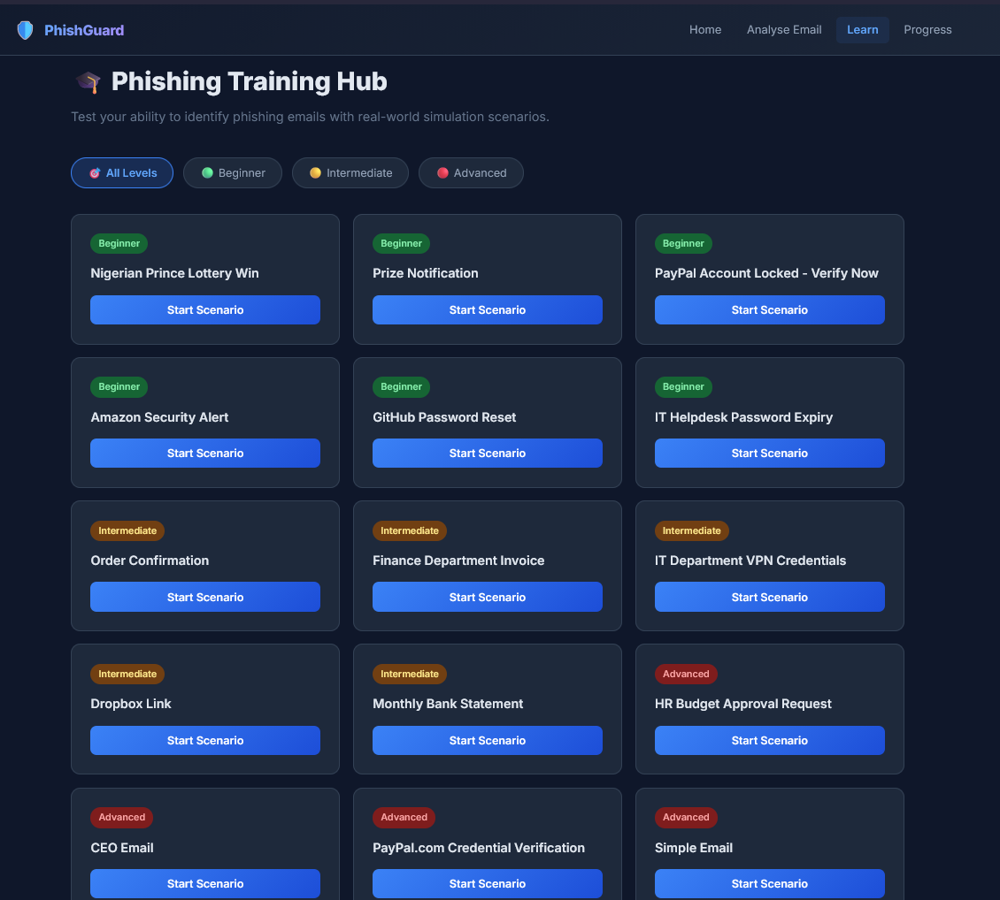 PhishGuard
Home Analyse Email Learn Progress
Phishing Training Hub
Test your ability to identify phishing emails with real-world simulation scenarios.
All Levels Beginner Intermediate Advanced
Beginner Beginner Beginner
Nigerian Prince Lottery Win Prize Notification PayPal Account Locked - Verify Now
Start Scenario Start Scenario Start Scenario
Beginner Beginner Beginner
Amazon Security Alert GitHub Password Reset IT Helpdesk Password Expiry
Start Scenario Start Scenario Start Scenario
Intermediate Intermediate Intermediate
Order Confirmation Finance Department Invoice IT Department VPN Credentials
Start Scenario Start Scenario Start Scenario
Intermediate Intermediate Advanced
Dropbox Link Monthly Bank Statement HR Budget Approval Request
Start Scenario Start Scenario Start Scenario
Advanced Advanced Advanced
CEO Email PayPal.com Credential Verification Simple Email
Start Scenario Start Scenario Start Scenario